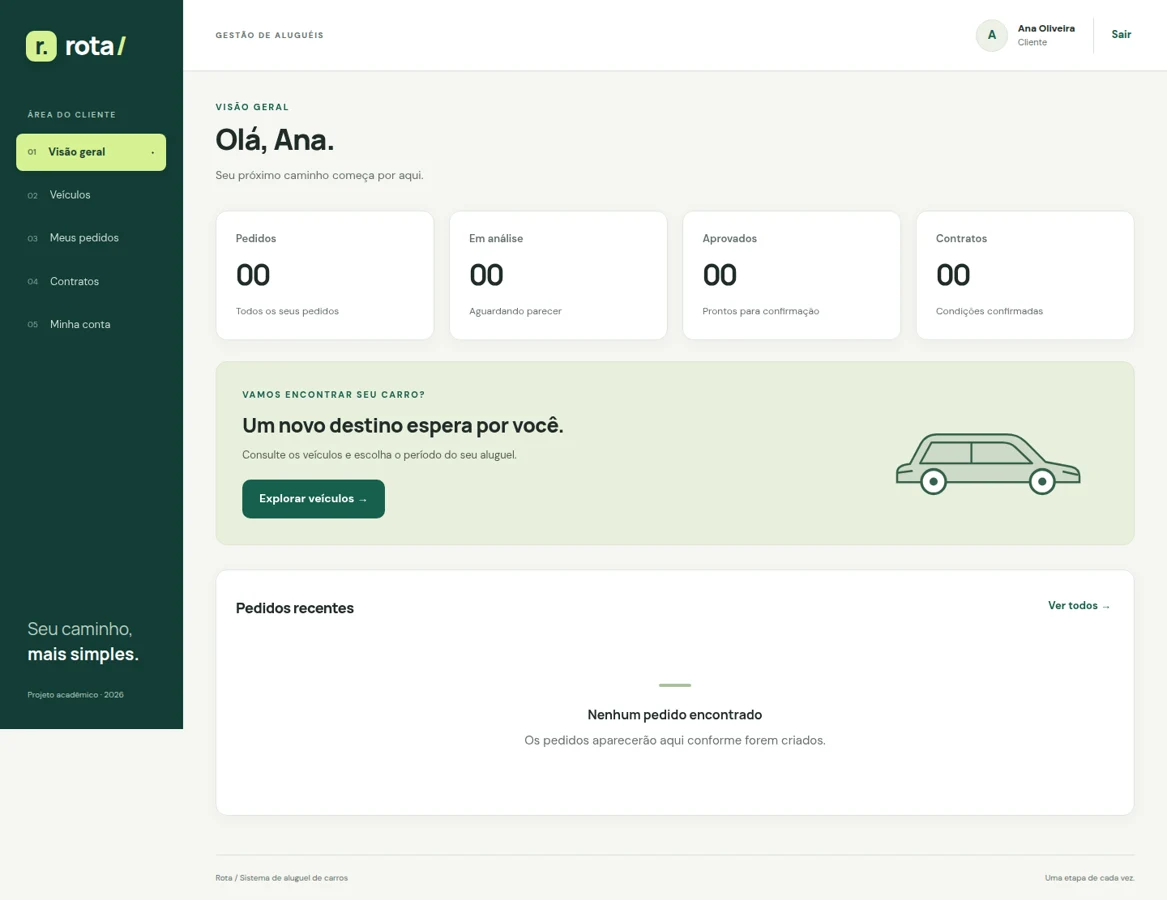 r. rota/
ÁREA DO CLIENTE
01 Visão geral
02 Veículos
03 Meus pedidos
04 Contratos
05 Minha conta
Seu caminho,
mais simples.
Projeto acadêmico · 2026
GESTÃO DE ALUGUÉIS
A
Ana Oliveira
Cliente
Sair
VISÃO GERAL
Olá, Ana.
Seu próximo caminho começa por aqui.
Pedidos
00
Todos os seus pedidos
Em análise
00
Aguardando parecer
Aprovados
00
Prontos para confirmação
Contratos
00
Condições confirmadas
VAMOS ENCONTRAR SEU CARRO?
Um novo destino espera por você.
Consulte os veículos e escolha o período do seu aluguel.
Explorar veículos →
Pedidos recentes
Ver todos →
Nenhum pedido encontrado
Os pedidos aparecerão aqui conforme forem criados.
Rota / Sistema de aluguel de carros
Uma etapa de cada vez.